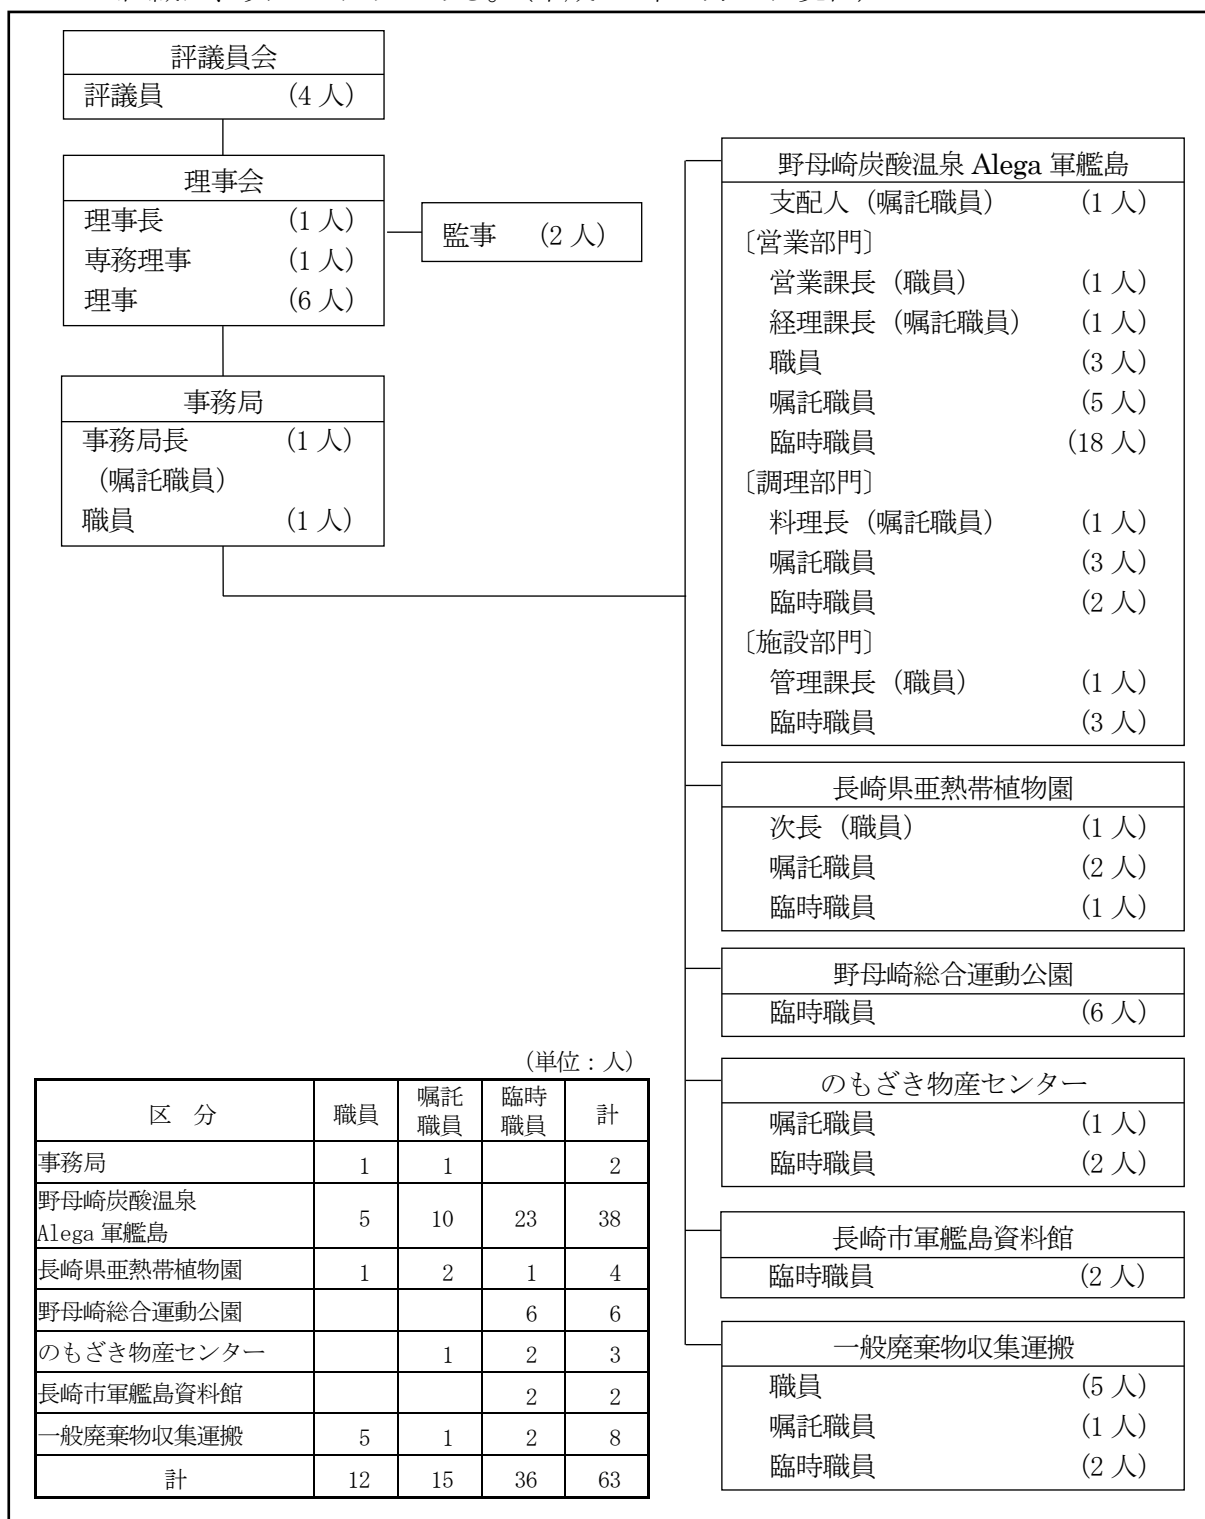 評議員会
評議員 (4 人)
理事会
理事長 (1 人)
専務理事 (1 人)
理事 (6 人)
監事 (2 人)
事務局
事務局長 (1 人)
(嘱託職員)
職員 (1 人)
野母崎炭酸温泉 Alega 軍艦島
支配人（嘱託職員） (1 人)
〔営業部門〕
営業課長（職員） (1 人)
経理課長（嘱託職員） (1 人)
職員 (3 人)
嘱託職員 (5 人)
臨時職員 (18 人)
〔調理部門〕
料理長（嘱託職員） (1 人)
嘱託職員 (3 人)
臨時職員 (2 人)
〔施設部門〕
管理課長（職員） (1 人)
臨時職員 (3 人)
長崎県亜熱帯植物園
次長（職員） (1 人)
嘱託職員 (2 人)
臨時職員 (1 人)
野母崎総合運動公園
臨時職員 (6 人)
のもざき物産センター
嘱託職員 (1 人)
臨時職員 (2 人)
長崎市軍艦島資料館
臨時職員 (2 人)
一般廃棄物収集運搬
職員 (5 人)
嘱託職員 (1 人)
臨時職員 (2 人)
(単位：人)
区 分 職員 嘱託職員 臨時職員 計
事務局 1 1 2
野母崎炭酸温泉
Alega 軍艦島 5 10 23 38
長崎県亜熱帯植物園 1 2 1 4
野母崎総合運動公園 6 6
のもざき物産センター 1 2 3
長崎市軍艦島資料館 2 2
一般廃棄物収集運搬 5 1 2 8
計 12 15 36 63